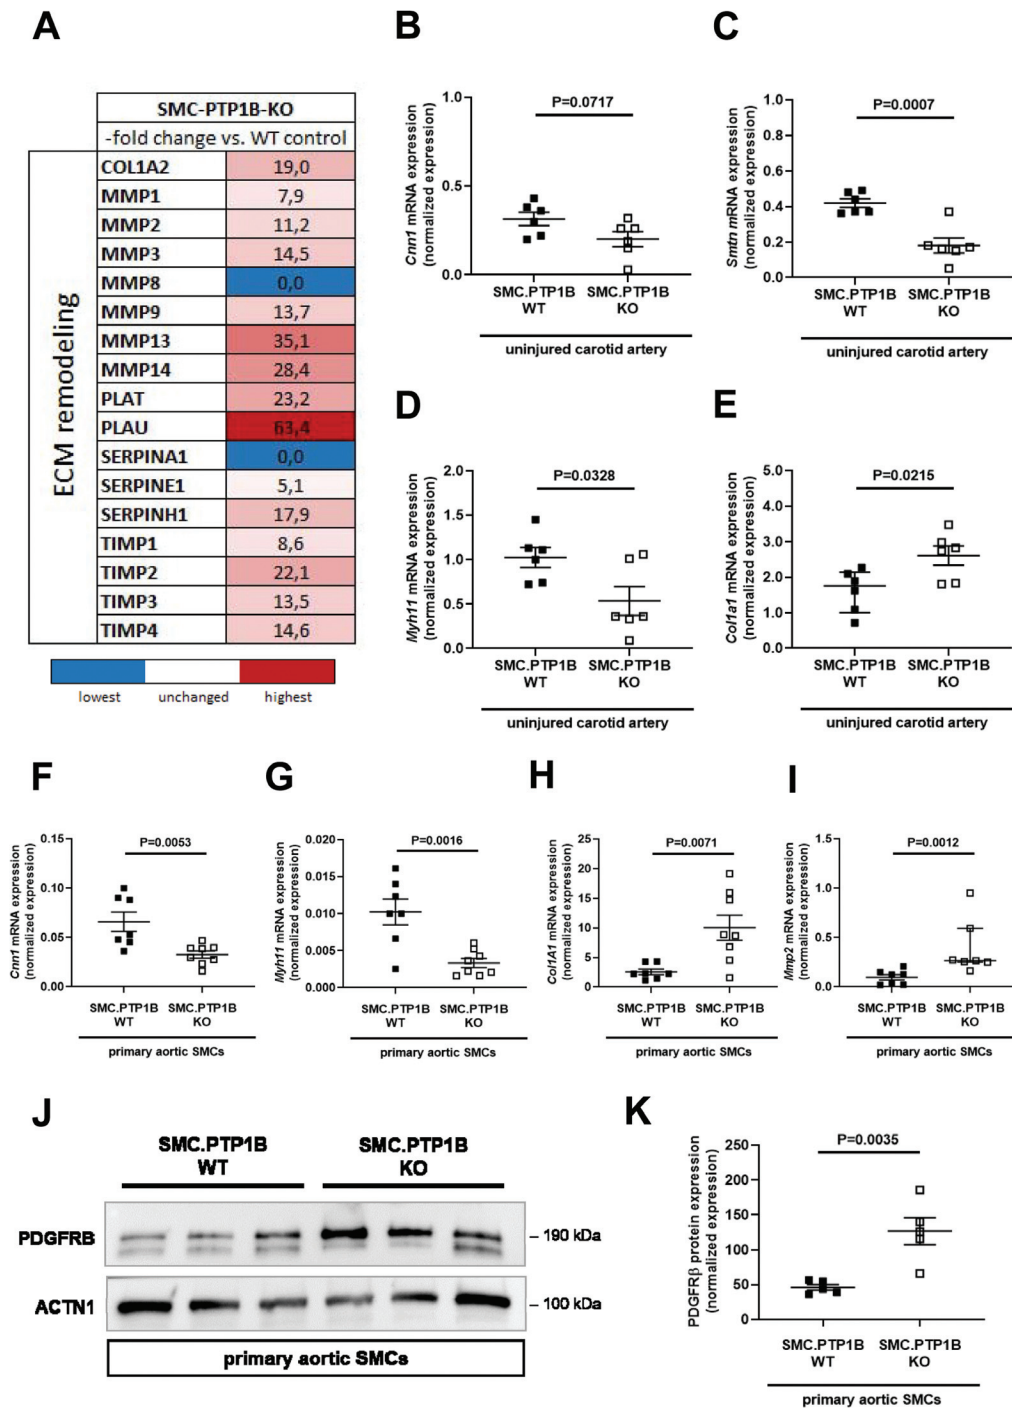 A
SMC-PTP1B-KO
-fold change vs. WT control
ECM remodeling
COL1A2 19,0
MMP1 7,9
MMP2 11,2
MMP3 14,5
MMP8 0,0
MMP9 13,7
MMP13 35,1
MMP14 28,4
PLAT 23,2
PLAU 63,4
SERPINA1 0,0
SERPINE1 5,1
SERPINH1 17,9
TIMP1 8,6
TIMP2 22,1
TIMP3 13,5
TIMP4 14,6
lowest unchanged highest
B
Cnn1 mRNA expression
(normalized expression)
1.0
0.5
0.0
P=0.0717
SMC.PTP1B SMC.PTP1B
WT KO
uninjured carotid artery
C
Smtn mRNA expression
(normalized expression)
1.0
0.8
0.6
0.4
0.2
0.0
P=0.0007
SMC.PTP1B SMC.PTP1B
WT KO
uninjured carotid artery
D
Myh11 mRNA expression
(normalized expression)
2.0
1.5
1.0
0.5
0.0
P=0.0328
SMC.PTP1B SMC.PTP1B
WT KO
uninjured carotid artery
E
Col1a1 mRNA expression
(normalized expression)
5.0
3.0
2.0
1.0
0.0
P=0.0215
SMC.PTP1B SMC.PTP1B
WT KO
uninjured carotid artery
F
Cnn1 mRNA expression
(normalized expression)
0.15
0.10
0.05
0.00
P=0.0053
SMC.PTP1B SMC.PTP1B
WT KO
primary aortic SMCs
G
Myh11 mRNA expression
(normalized expression)
0.020
0.015
0.010
0.005
0.000
P=0.0016
SMC.PTP1B SMC.PTP1B
WT KO
primary aortic SMCs
H
Col1A1 mRNA expression
(normalized expression)
25
20
15
10
5
0
P=0.0071
SMC.PTP1B SMC.PTP1B
WT KO
primary aortic SMCs
I
Mmp2 mRNA expression
(normalized expression)
1.5
1.0
0.5
0.0
P=0.0012
SMC.PTP1B SMC.PTP1B
WT KO
primary aortic SMCs
J
SMC.PTP1B SMC.PTP1B
WT KO
PDGFRB – 190 kDa
ACTN1 – 100 kDa
primary aortic SMCs
K
PDGFRβ protein expression
(normalized expression)
250
200
150
100
50
0
P=0.0035
SMC.PTP1B SMC.PTP1B
WT KO
primary aortic SMCs